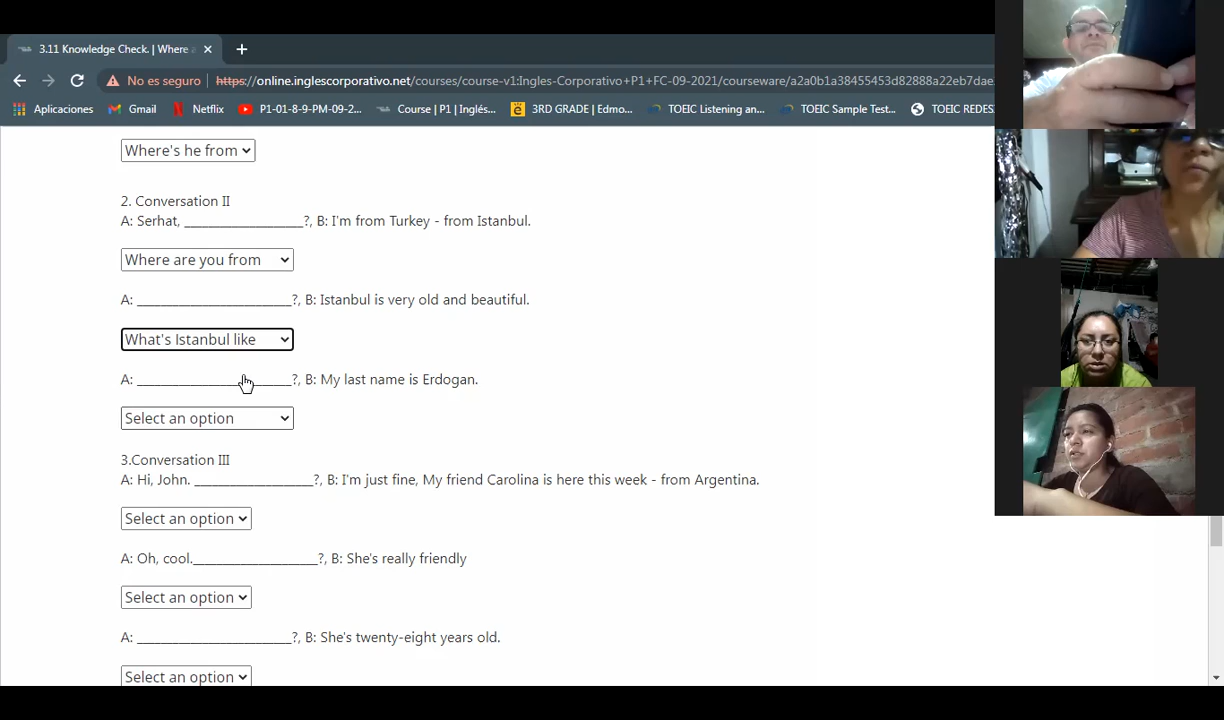 3.11 Knowledge Check. | Where
No es seguro https://online.inglescorporativo.net/courses/course-v1:Ingles-Corporativo+P1+FC-09-2021/courseware/a2a0b1a38455453d82888a22eb7dae
Aplicaciones Gmail Netflix P1-01-8-9-PM-09-2... Course | P1 | Inglés... 3RD GRADE | Edmo... TOEIC Listening an... TOEIC Sample Test... TOEIC REDES
Where's he from
2. Conversation II
A: Serhat, __________________?, B: I'm from Turkey - from Istanbul.
Where are you from
A: _______________________?, B: Istanbul is very old and beautiful.
What's Istanbul like
A: _______________________?, B: My last name is Erdogan.
Select an option
3.Conversation III
A: Hi, John. __________________?, B: I'm just fine, My friend Carolina is here this week - from Argentina.
Select an option
A: Oh, cool.___________________?, B: She's really friendly
Select an option
A: _______________________?, B: She's twenty-eight years old.
Select an option